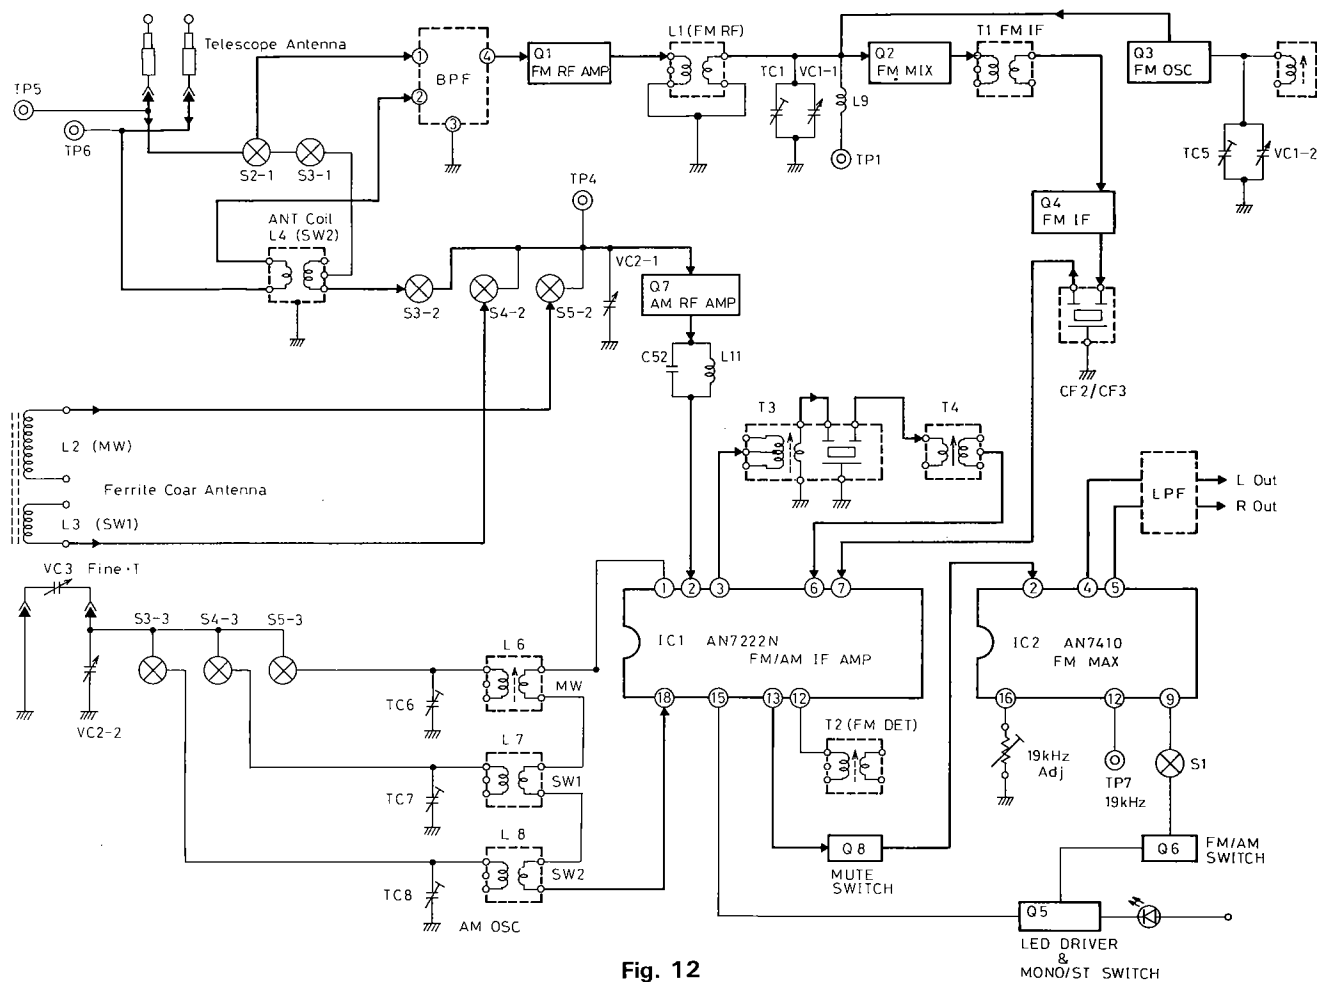 Telescope Antenna
TP5
TP6
S2-1
S3-1
1
2
3
4
BPF
Q1
FM RF AMP
L1 (FM RF)
TC1
VC1-1
L9
TP1
Q2
FM MIX
T1 FM IF
Q3
FM OSC
TC5
VC1-2
Q4
FM IF
CF2/CF3
ANT Coil
L4 (SW2)
TP4
S3-2
S4-2
S5-2
VC2-1
Q7
AM RF AMP
C52
L11
L2 (MW)
Ferrite Coar Antenna
L3 (SW1)
T3
T4
LPF
L Out
R Out
VC3 Fine·T
VC2-2
S3-3
S4-3
S5-3
TC6
L6
MW
TC7
L7
SW1
TC8
L8
SW2
AM OSC
1
2
3
6
7
IC1 AN7222N
FM/AM IF AMP
18
15
13
12
T2 (FM DET)
2
4
5
IC2 AN7410
FM MAX
16
12
9
19kHz
Adj
TP7
19kHz
S1
Q8
MUTE
SWITCH
Q6
FM/AM
SWITCH
Q5
LED DRIVER
&
MONO/ST SWITCH
Fig. 12